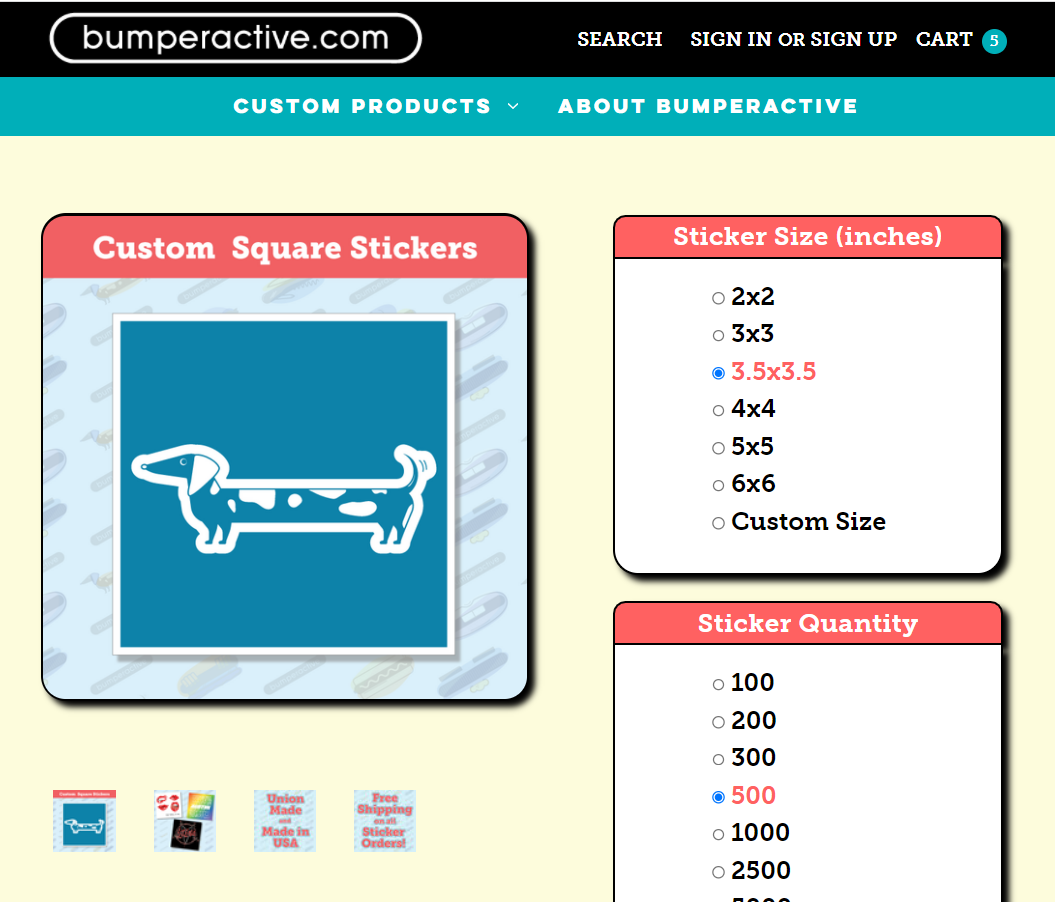 bumperactive.com
SEARCH SIGN IN OR SIGN UP CART 5
CUSTOM PRODUCTS ABOUT BUMPERACTIVE
Custom Square Stickers
Sticker Size (inches)
2x2
3x3
3.5x3.5
4x4
5x5
6x6
Custom Size
Sticker Quantity
100
200
300
500
1000
2500
Custom Square Stickers
Union
Made
and
Made in
USA
Free
Shipping
on all
Sticker
Orders!